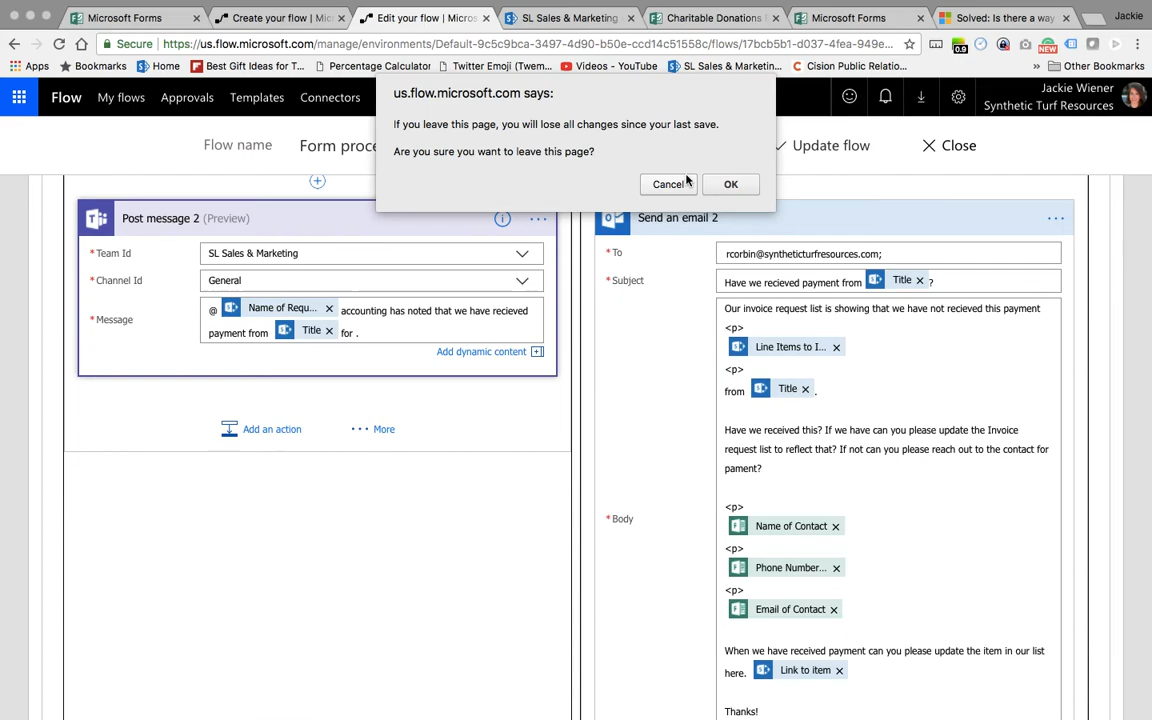 Microsoft Forms
Create your flow | Mic
Edit your flow | Micros
SL Sales & Marketing
Charitable Donations
Microsoft Forms
Solved: Is there a way
Jackie
Secure
https://us.flow.microsoft.com/manage/environments/Default-9c5c9bca-3497-4d90-b50e-ccd14c51558c/flows/17bcb5b1-d037-4fea-949e...
0.9
NEW
Apps
Bookmarks
Home
Best Gift Ideas for T...
Percentage Calculator
Twitter Emoji (Twem...
Videos - YouTube
SL Sales & Marketin...
Cision Public Relatio...
»
Other Bookmarks
Flow
My flows
Approvals
Templates
Connectors
Jackie Wiener
Synthetic Turf Resources
us.flow.microsoft.com says:
If you leave this page, you will lose all changes since your last save.
Are you sure you want to leave this page?
Cancel
OK
Flow name
Form proce
Update flow
Close
Post message 2 (Preview)
*Team Id
SL Sales & Marketing
*Channel Id
General
*Message
@ Name of Requ... × accounting has noted that we have recieved
payment from Title × for .
Add dynamic content
Add an action
More
Send an email 2
*To
rcorbin@syntheticturfresources.com;
*Subject
Have we recieved payment from Title × ?
*Body
Our invoice request list is showing that we have not recieved this payment
<p>
Line Items to I... ×
<p>
from Title × .
Have we received this? If we have can you please update the Invoice
request list to reflect that? If not can you please reach out to the contact for
pament?
<p>
Name of Contact ×
<p>
Phone Number... ×
<p>
Email of Contact ×
When we have received payment can you please update the item in our list
here. Link to item ×
Thanks!